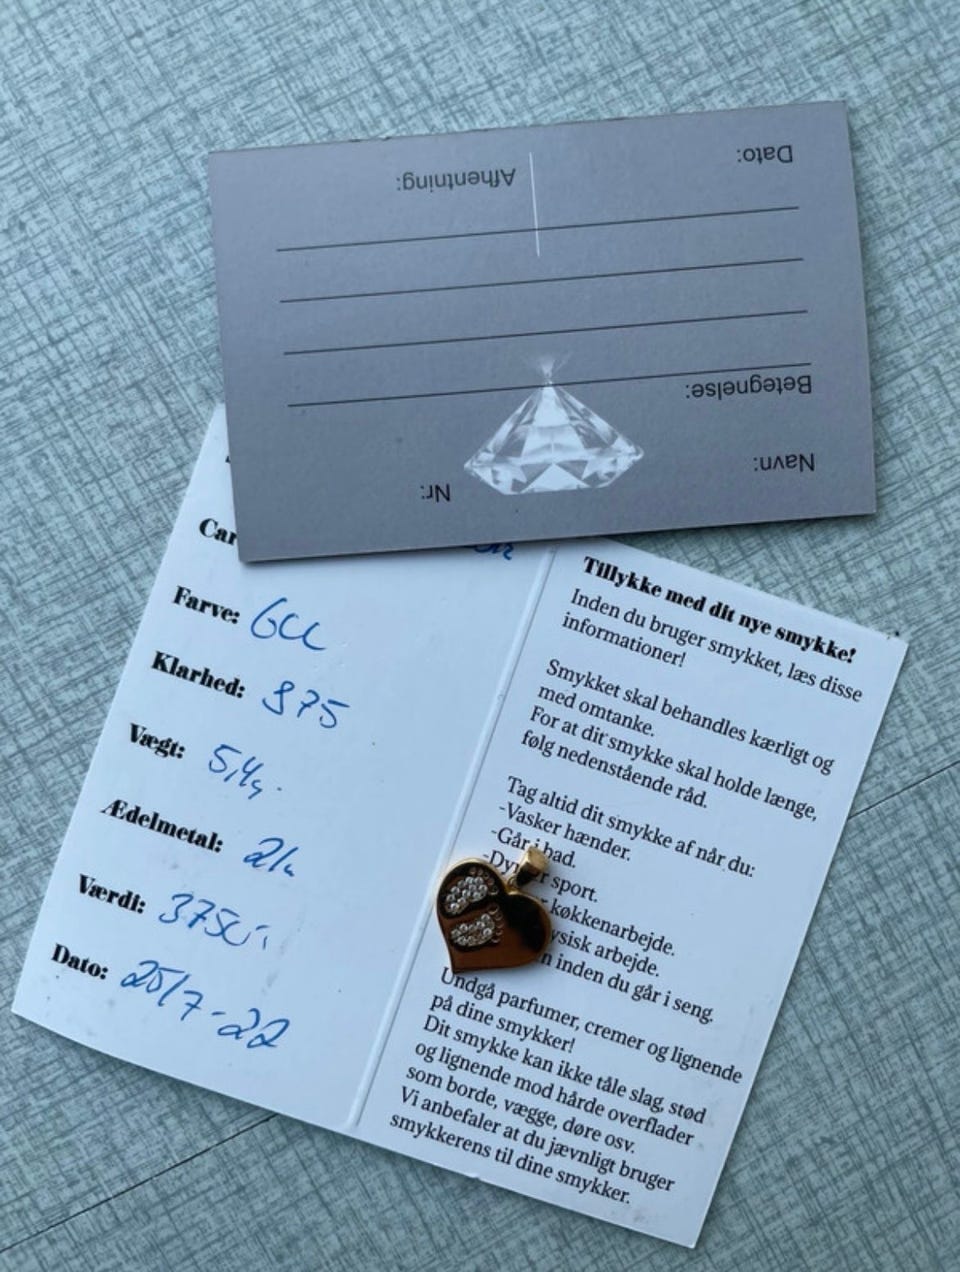 Dato:
Afhentning:
Betegnelse:
Navn:
Nr:
Farve: GUL
Klarhed: 875
Vægt: 5,4g.
Ædelmetal: 21k
Værdi: 3750,-
Dato: 25/7-22
Tillykke med dit nye smykke!
Inden du bruger smykket, læs disse
informationer!
Smykket skal behandles kærligt og
med omtanke.
For at dit smykke skal holde længe,
følg nedenstående råd.
Tag altid dit smykke af når du:
-Vasker hænder.
-Går i bad.
sport.
køkkenarbejde.
inden du går i seng.
Undgå parfumer, cremer og lignende
på dine smykker!
Dit smykke kan ikke tåle slag, stød
og lignende mod hårde overflader
som borde, vægge, døre osv.
Vi anbefaler at du jævnligt bruger
smykkerens til dine smykker.